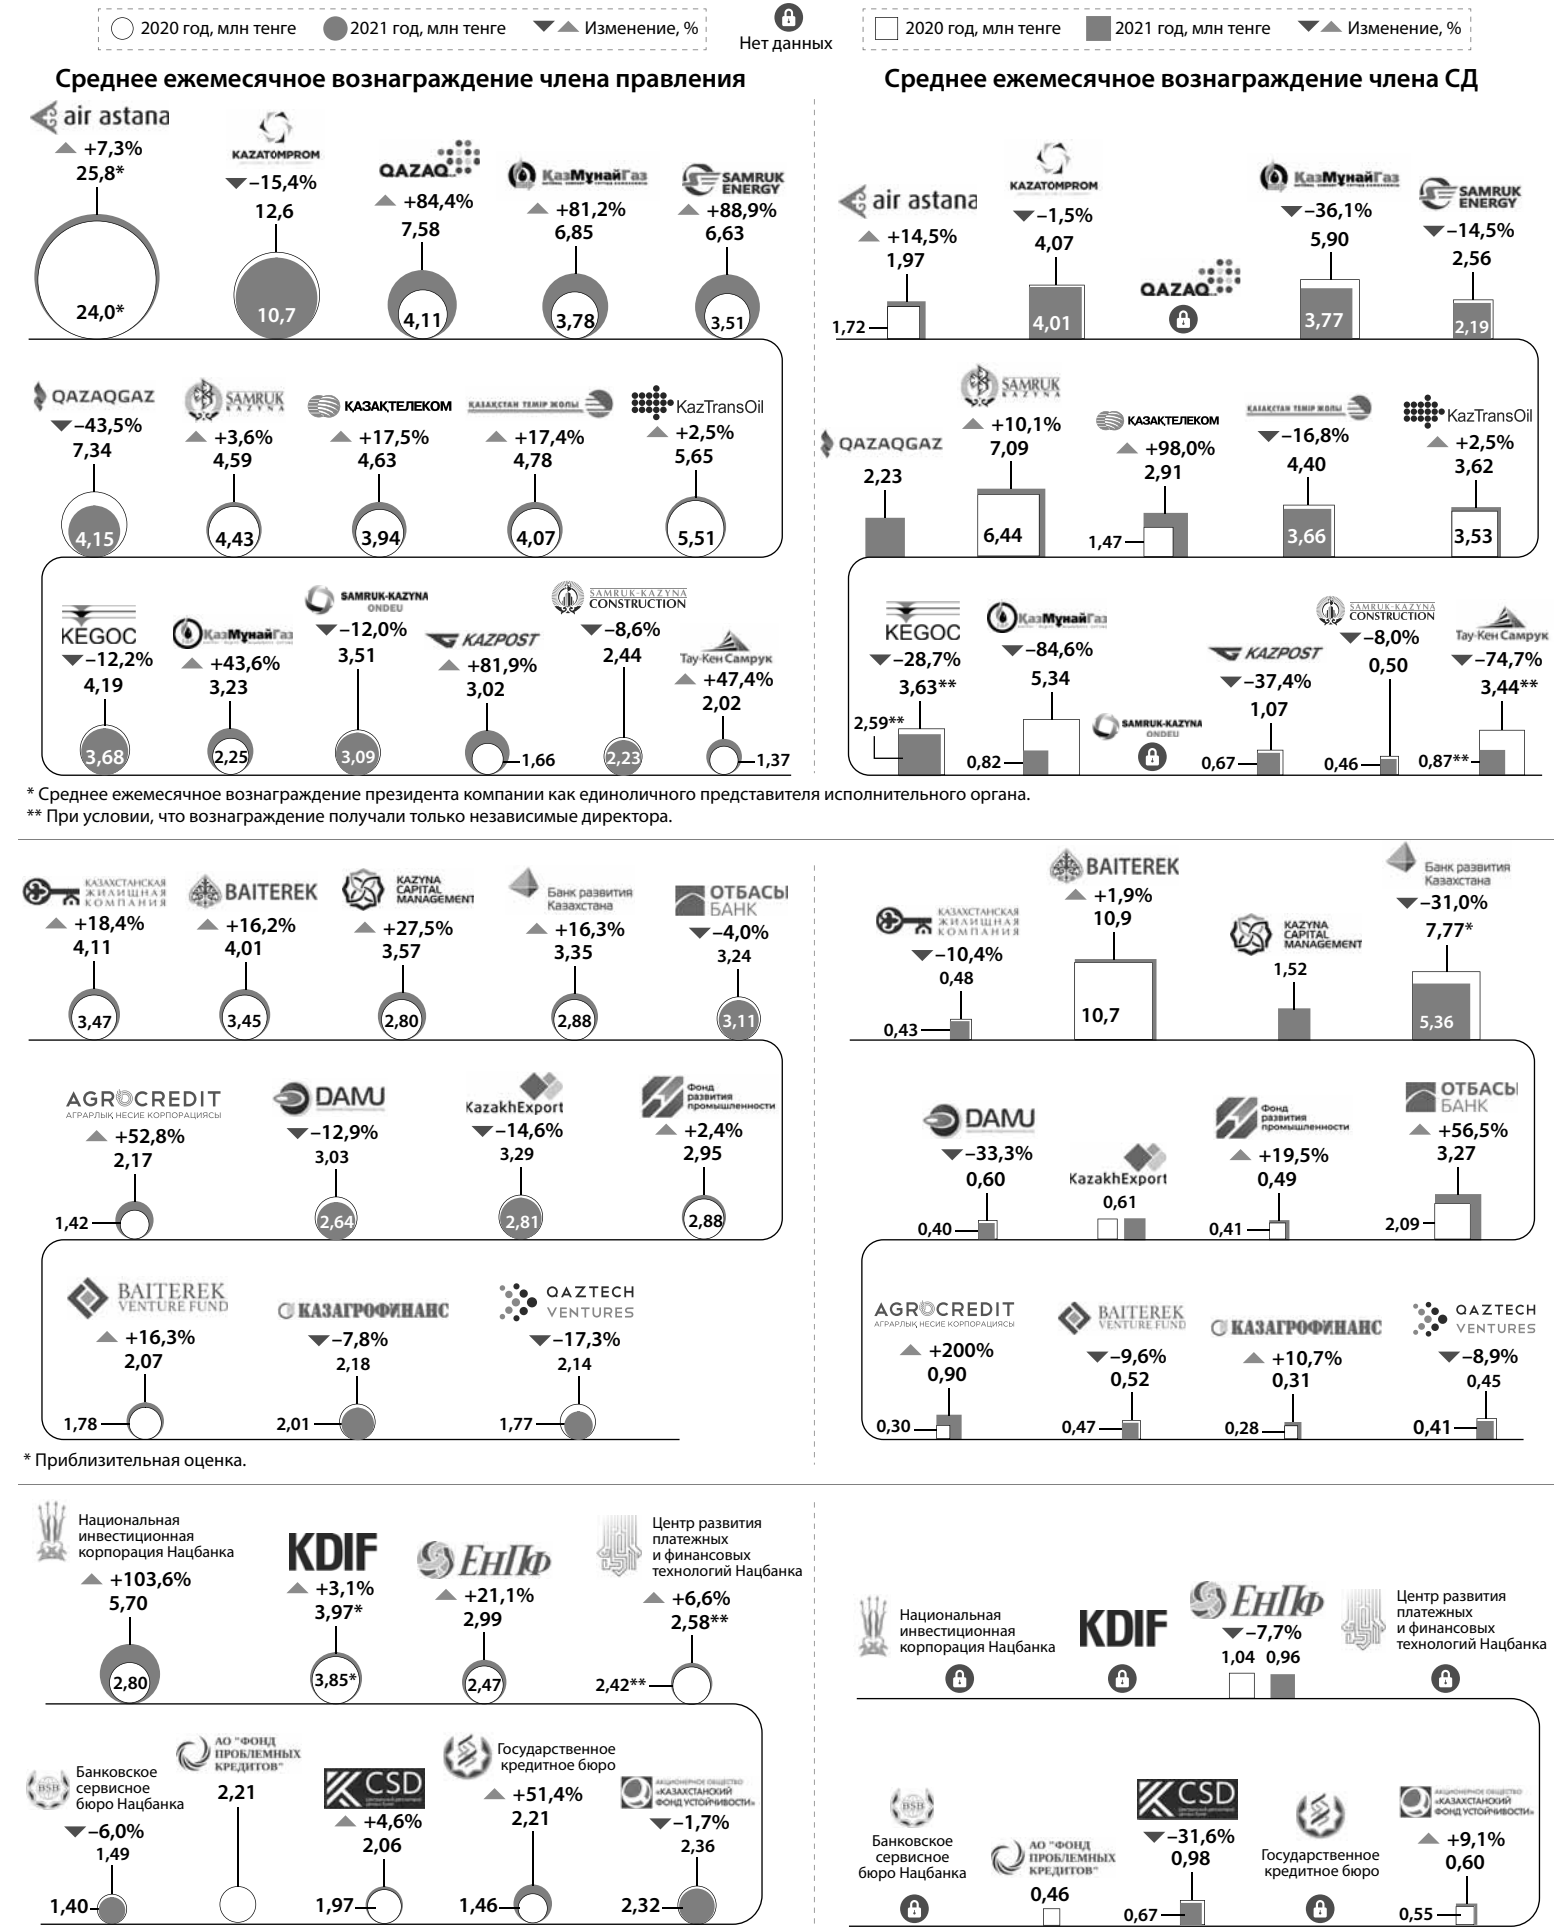 2020 год, млн тенге
2021 год, млн тенге
Изменение, %
Нет данных
2020 год, млн тенге
2021 год, млн тенге
Изменение, %
Среднее ежемесячное вознаграждение члена правления
air astana
+7,3%
25,8*
24,0*
KAZATOMPROM
–15,4%
12,6
10,7
QAZAQ
+84,4%
7,58
4,11
ҚазМұнайГаз
+81,2%
6,85
3,78
SAMRUK
ENERGY
+88,9%
6,63
3,51
QAZAQGAZ
–43,5%
7,34
4,15
SAMRUK
KAZYNA
+3,6%
4,59
4,43
ҚАЗАҚТЕЛЕКОМ
+17,5%
4,63
3,94
ҚАЗАҚСТАН ТЕМІР ЖОЛЫ
+17,4%
4,78
4,07
KazTransOil
+2,5%
5,65
5,51
KEGOC
–12,2%
4,19
3,68
ҚазМұнайГаз
+43,6%
3,23
2,25
SAMRUK-KAZYNA
ONDEU
–12,0%
3,51
3,09
KAZPOST
+81,9%
3,02
1,66
SAMRUK-KAZYNA
CONSTRUCTION
–8,6%
2,44
2,23
Тау-Кен Самрук
+47,4%
2,02
1,37
Среднее ежемесячное вознаграждение члена СД
air astana
+14,5%
1,97
1,72
KAZATOMPROM
–1,5%
4,07
4,01
QAZAQ
ҚазМұнайГаз
–36,1%
5,90
3,77
SAMRUK
ENERGY
–14,5%
2,56
2,19
QAZAQGAZ
2,23
SAMRUK
KAZYNA
+10,1%
7,09
6,44
ҚАЗАҚТЕЛЕКОМ
+98,0%
2,91
1,47
ҚАЗАҚСТАН ТЕМІР ЖОЛЫ
–16,8%
4,40
3,66
KazTransOil
+2,5%
3,62
3,53
KEGOC
–28,7%
3,63**
2,59**
ҚазМұнайГаз
–84,6%
5,34
0,82
SAMRUK-KAZYNA
ONDEU
KAZPOST
–37,4%
1,07
0,67
SAMRUK-KAZYNA
CONSTRUCTION
–8,0%
0,50
0,46
Тау-Кен Самрук
–74,7%
3,44**
0,87**
* Среднее ежемесячное вознаграждение президента компании как единоличного представителя исполнительного органа.
** При условии, что вознаграждение получали только независимые директора.
КАЗАХСТАНСКАЯ
ЖИЛИЩНАЯ
КОМПАНИЯ
+18,4%
4,11
3,47
BAITEREK
+16,2%
4,01
3,45
KAZYNA
CAPITAL
MANAGEMENT
+27,5%
3,57
2,80
Банк развития
Казахстана
+16,3%
3,35
2,88
ОТБАСЫ
БАНК
–4,0%
3,24
3,11
AGROCREDIT
АГРАРЛЫҚ НЕСИЕ КОРПОРАЦИЯСЫ
+52,8%
2,17
1,42
DAMU
–12,9%
3,03
2,64
KazakhExport
–14,6%
3,29
2,81
Фонд
развития
промышленности
+2,4%
2,95
2,88
BAITEREK
VENTURE FUND
+16,3%
2,07
1,78
КАЗАГРОФИНАНС
–7,8%
2,18
2,01
QAZTECH
VENTURES
–17,3%
2,14
1,77
КАЗАХСТАНСКАЯ
ЖИЛИЩНАЯ
КОМПАНИЯ
–10,4%
0,48
0,43
BAITEREK
+1,9%
10,9
10,7
KAZYNA
CAPITAL
MANAGEMENT
1,52
Банк развития
Казахстана
–31,0%
7,77*
5,36
DAMU
–33,3%
0,60
0,40
KazakhExport
0,61
Фонд
развития
промышленности
+19,5%
0,49
0,41
ОТБАСЫ
БАНК
+56,5%
3,27
2,09
AGROCREDIT
АГРАРЛЫҚ НЕСИЕ КОРПОРАЦИЯСЫ
+200%
0,90
0,30
BAITEREK
VENTURE FUND
–9,6%
0,52
0,47
КАЗАГРОФИНАНС
+10,7%
0,31
0,28
QAZTECH
VENTURES
–8,9%
0,45
0,41
* Приблизительная оценка.
Национальная
инвестиционная
корпорация Нацбанка
+103,6%
5,70
2,80
KDIF
+3,1%
3,97*
3,85*
ЕНПФ
+21,1%
2,99
2,47
Центр развития
платежных
и финансовых
технологий Нацбанка
+6,6%
2,58**
2,42**
BSB
Банковское
сервисное
бюро Нацбанка
–6,0%
1,49
1,40
АО "ФОНД
ПРОБЛЕМНЫХ
КРЕДИТОВ"
2,21
CSD
+4,6%
2,06
1,97
Государственное
кредитное бюро
+51,4%
2,21
1,46
АКЦИОНЕРНОЕ ОБЩЕСТВО
«КАЗАХСТАНСКИЙ
ФОНД УСТОЙЧИВОСТИ»
–1,7%
2,36
2,32
Национальная
инвестиционная
корпорация Нацбанка
KDIF
ЕНПФ
–7,7%
1,04
0,96
Центр развития
платежных
и финансовых
технологий Нацбанка
BSB
Банковское
сервисное
бюро Нацбанка
АО "ФОНД
ПРОБЛЕМНЫХ
КРЕДИТОВ"
0,46
CSD
–31,6%
0,98
0,67
Государственное
кредитное бюро
АКЦИОНЕРНОЕ ОБЩЕСТВО
«КАЗАХСТАНСКИЙ
ФОНД УСТОЙЧИВОСТИ»
+9,1%
0,60
0,55